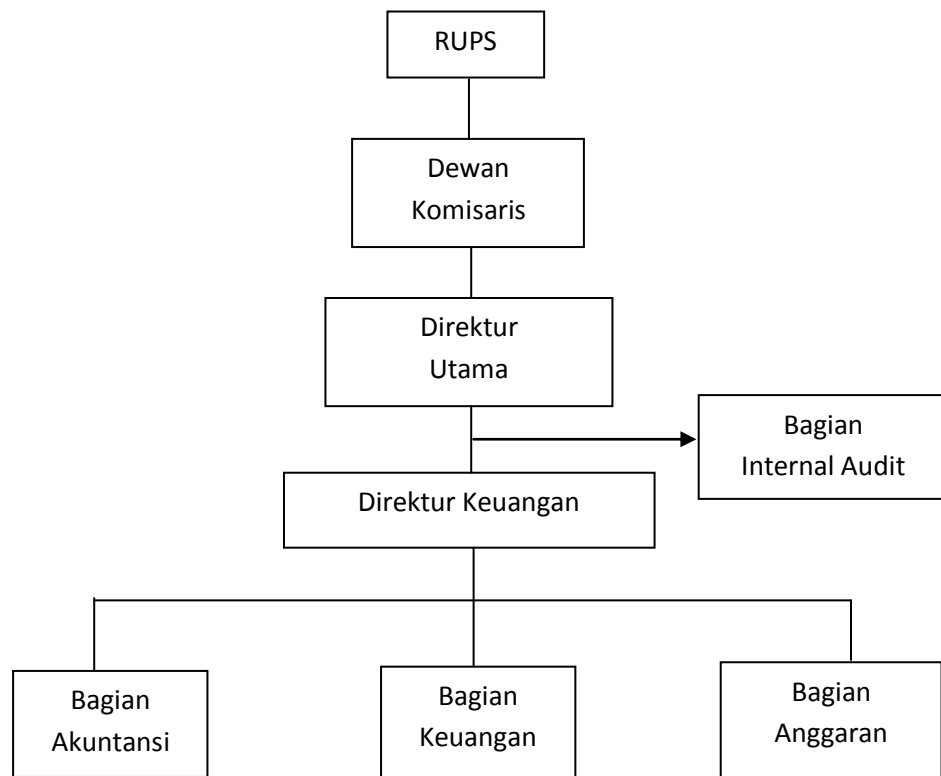 RUPS
Dewan
Komisaris
Direktur
Utama
Bagian
Internal Audit
Direktur Keuangan
Bagian
Akuntansi
Bagian
Keuangan
Bagian
Anggaran